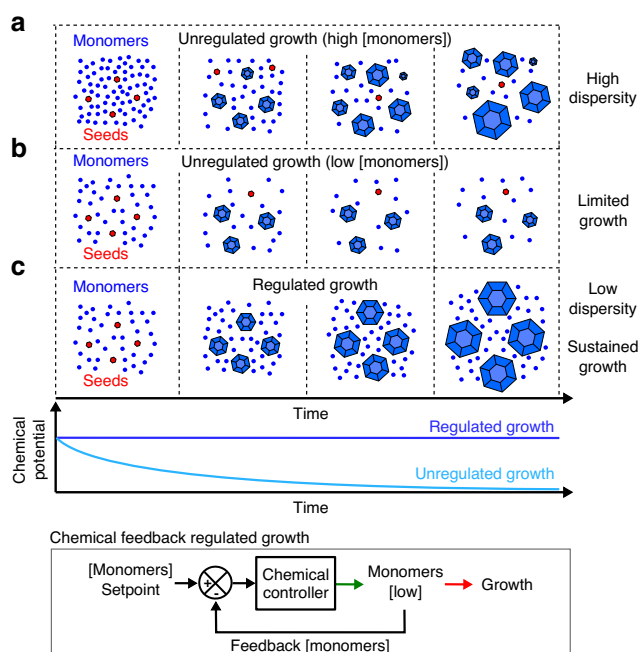 a
Monomers
Unregulated growth (high [monomers])
Seeds
High
dispersity
b
Monomers
Unregulated growth (low [monomers])
Seeds
Limited
growth
c
Monomers
Regulated growth
Seeds
Low
dispersity
Sustained
growth
Time
Chemical
potential
Regulated growth
Unregulated growth
Time
Chemical feedback regulated growth
[Monomers]
Setpoint
+
-
Chemical
controller
Monomers
[low]
Growth
Feedback [monomers]